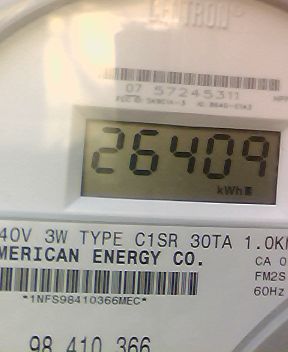 CENTRON
07 57245311
26409
kWh
40V 3W TYPE C1SR 30TA 1.0K
MERICAN ENERGY CO.
CA 0
FM2S
60Hz
*1NFS98410366MEC*
98 410 366